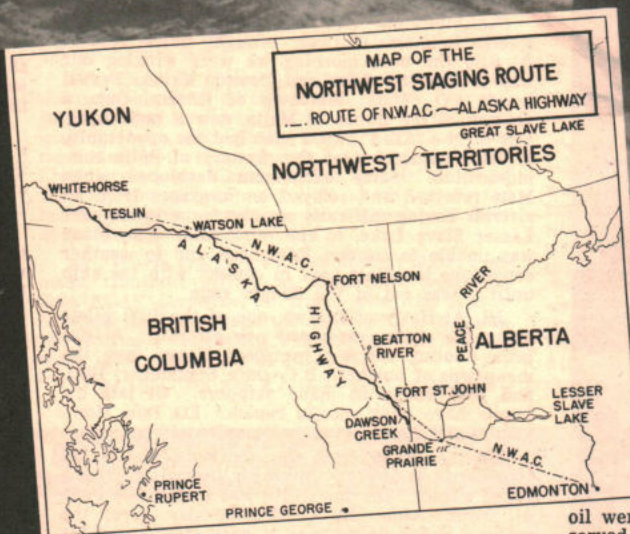 MAP OF THE
NORTHWEST STAGING ROUTE
._. ROUTE OF N.W.A.C. ALASKA HIGHWAY
YUKON
GREAT SLAVE LAKE
NORTHWEST TERRITORIES
WHITEHORSE
TESLIN
WATSON LAKE
ALASKA
N.W.A.C.
FORT NELSON
HIGHWAY
BRITISH
COLUMBIA
BEATTON
RIVER
PEACE RIVER
ALBERTA
FORT ST. JOHN
DAWSON
CREEK
GRANDE
PRAIRIE
LESSER
SLAVE
LAKE
N.W.A.C.
EDMONTON
PRINCE
RUPERT
PRINCE GEORGE
oil wer